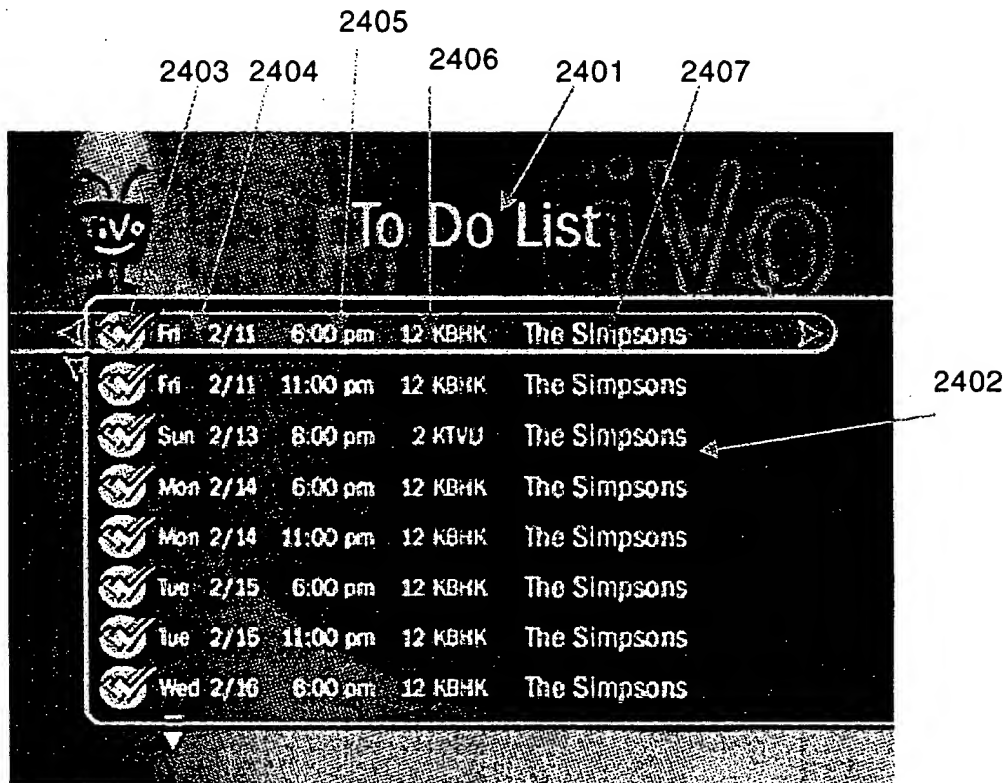 2405
2403 2404 2406 2401 2407
TiVo
To Do List
iVo
Fri 2/11 6:00 pm 12 KBHK The Simpsons
Fri 2/11 11:00 pm 12 KBHK The Simpsons
2402
Sun 2/13 8:00 pm 2 KTVU The Simpsons
Mon 2/14 6:00 pm 12 KBHK The Simpsons
Mon 2/14 11:00 pm 12 KBHK The Simpsons
Tue 2/15 6:00 pm 12 KBHK The Simpsons
Tue 2/15 11:00 pm 12 KBHK The Simpsons
Wed 2/16 6:00 pm 12 KBHK The Simpsons